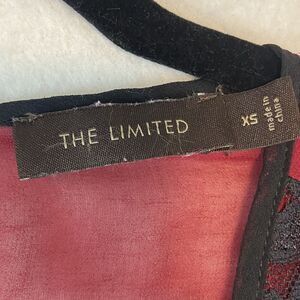 THE LIMITED
XS
made in
china